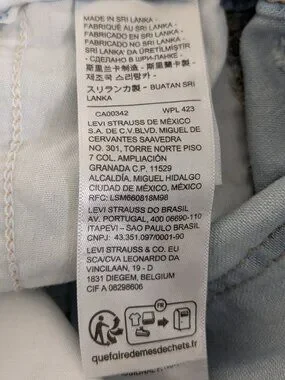 MADE IN SRI LANKA -
FABRIQUÉ AU SRI LANKA -
FABRICADO EN SRI LANKA -
FABRICADO NO SRI LANKA -
SRI LANKA'DA ÜRETİLMİŞTİR
- СДЕЛАНО В ШРИ-ЛАНКЕ -
斯里兰卡制造 - 斯里蘭卡製 -
제조국 스리랑카 -
スリランカ製 - BUATAN SRI
LANKA
CA00342 WPL 423
LEVI STRAUSS DE MÉXICO
S.A. DE C.V.BLVD. MIGUEL DE
CERVANTES SAAVEDRA
NO. 301, TORRE NORTE PISO
7 COL. AMPLIACIÓN
GRANADA C.P. 11529
ALCALDÍA. MIGUEL HIDALGO
CIUDAD DE MÉXICO, MÉXICO
RFC: LSM660818M98
LEVI STRAUSS DO BRASIL
AV. PORTUGAL, 400 06690-110
ITAPEVI – SAO PAULO BRASIL
CNPJ: 43.351.097/0001-90
LEVI STRAUSS & CO. EU
SCA/CVA LEONARDO DA
VINCILAAN, 19 - D
1831 DIEGEM, BELGIUM
CIF A 08298606
FR
quefairedemesdechets.fr